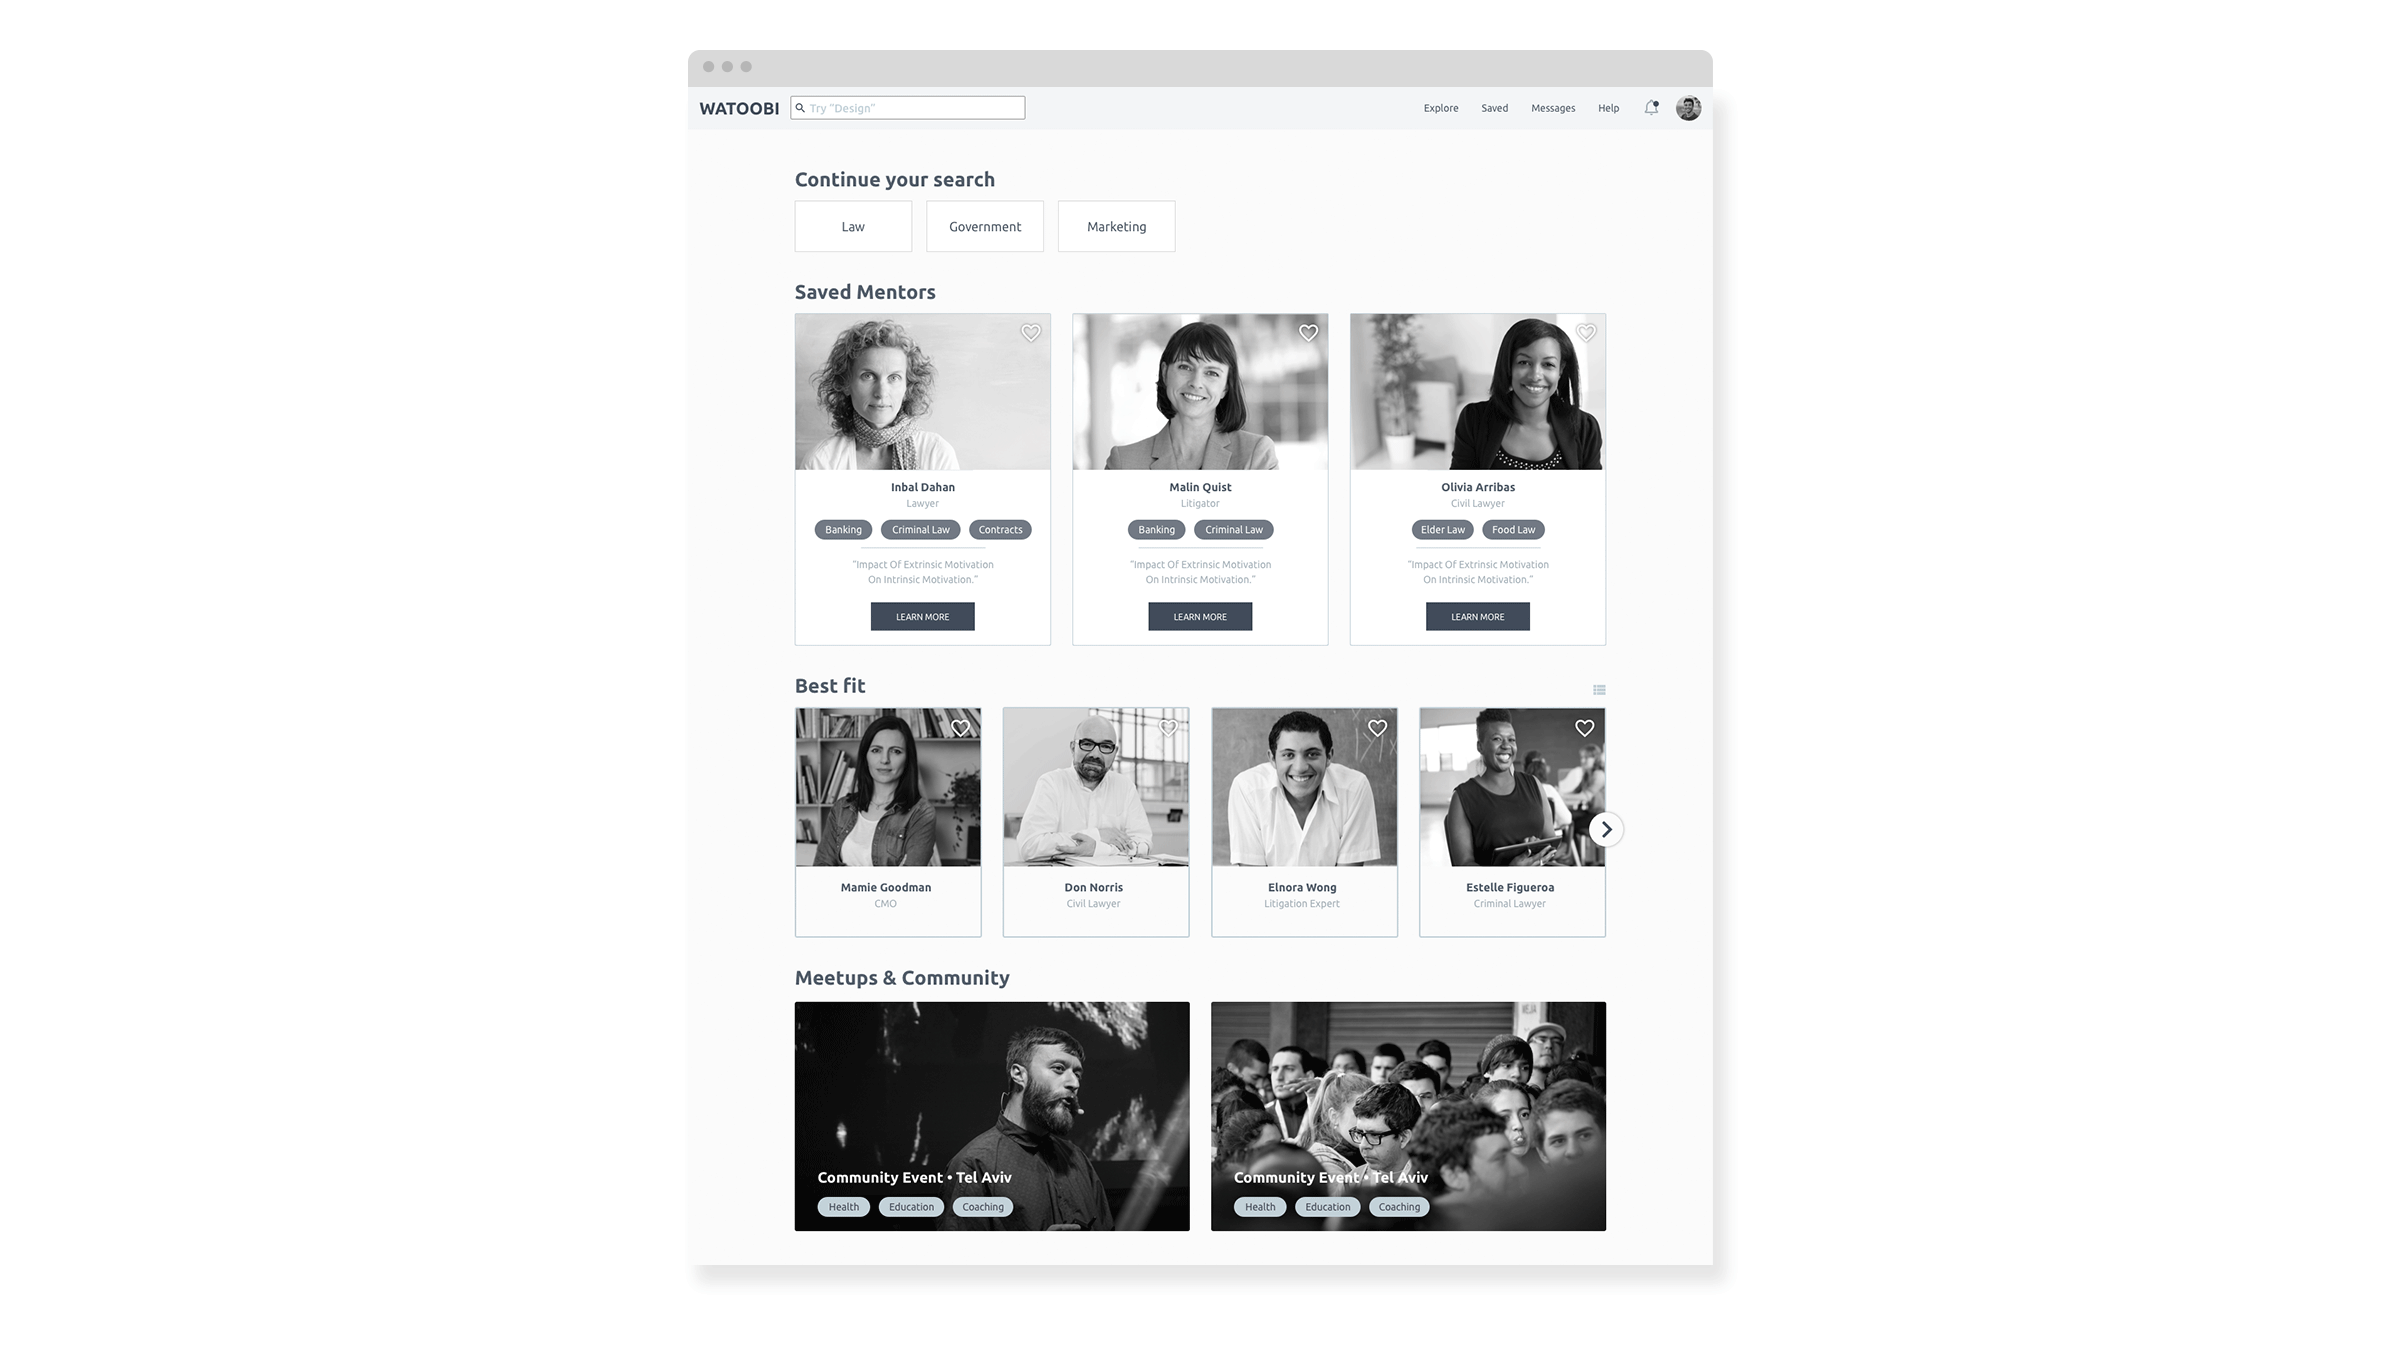 WATOOBI
Try "Design"
Explore
Saved
Messages
Help
Continue your search
Law
Government
Marketing
Saved Mentors
Inbal Dahan
Lawyer
Banking
Criminal Law
Contracts
"Impact Of Extrinsic Motivation
On Intrinsic Motivation."
LEARN MORE
Malin Quist
Litigator
Banking
Criminal Law
"Impact Of Extrinsic Motivation
On Intrinsic Motivation."
LEARN MORE
Olivia Arribas
Civil Lawyer
Elder Law
Food Law
"Impact Of Extrinsic Motivation
On Intrinsic Motivation."
LEARN MORE
Best fit
Mamie Goodman
CMO
Don Norris
Civil Lawyer
Elnora Wong
Litigation Expert
Estelle Figueroa
Criminal Lawyer
Meetups & Community
Community Event • Tel Aviv
Health
Education
Coaching
Community Event • Tel Aviv
Health
Education
Coaching